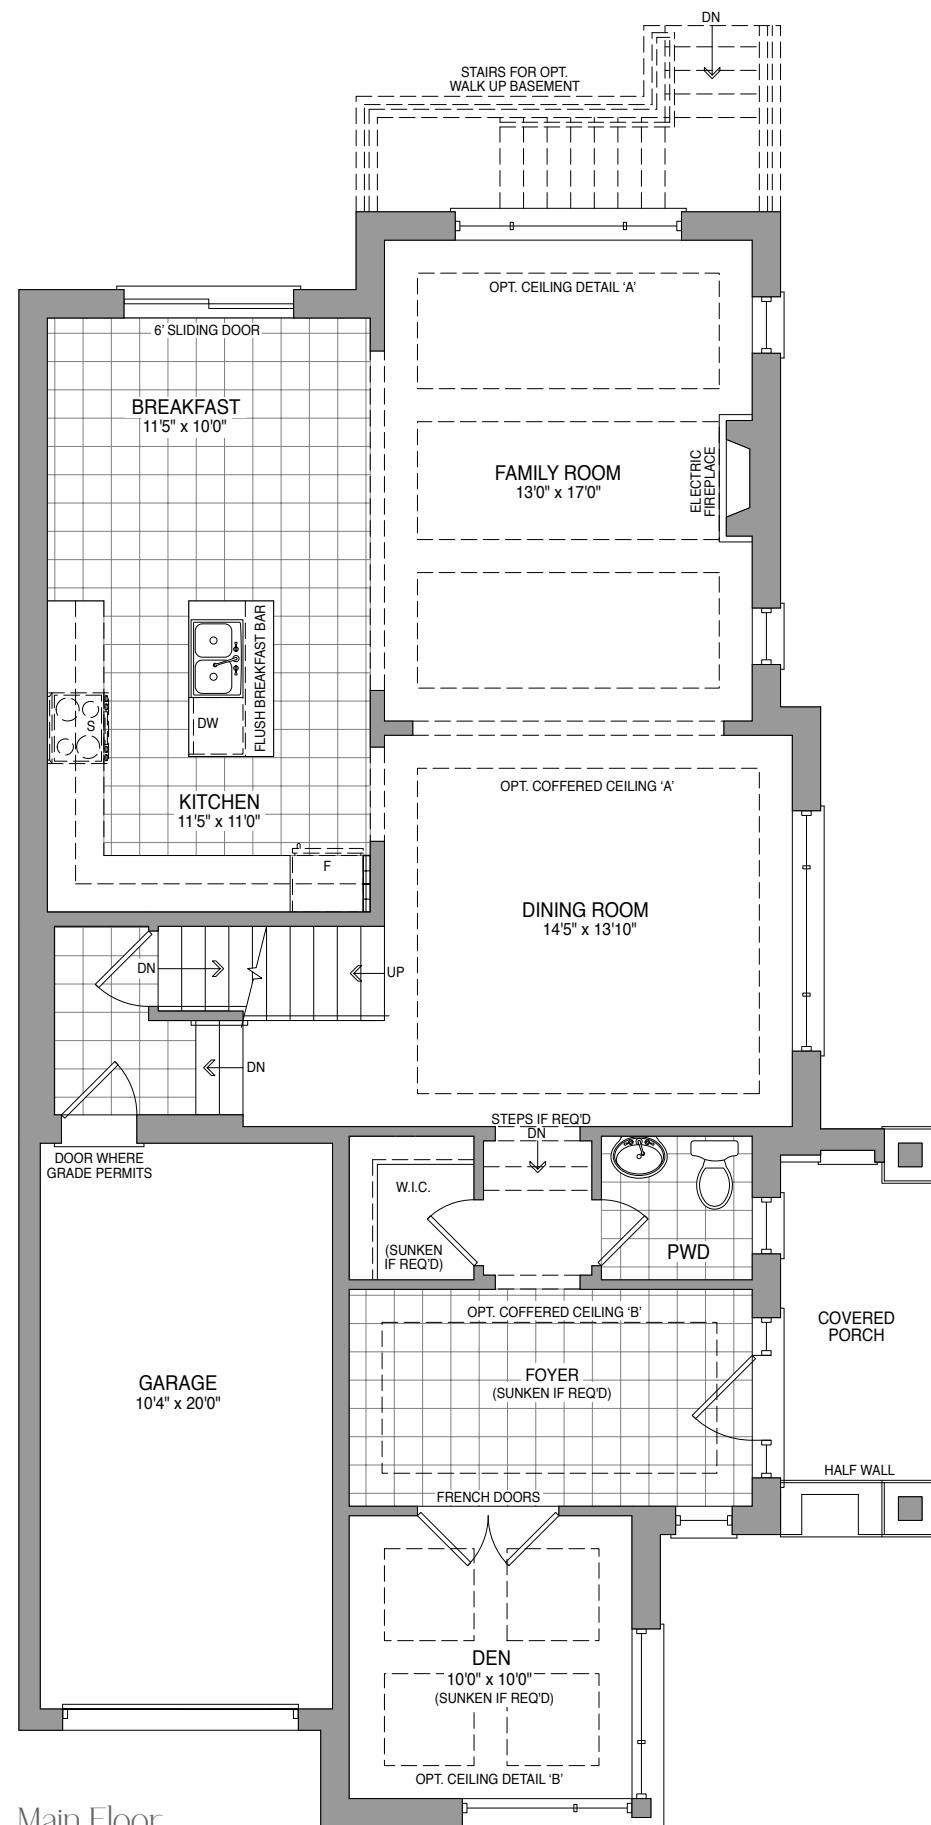 DN
STAIRS FOR OPT.
WALK UP BASEMENT
OPT. CEILING DETAIL ‘A’
6’ SLIDING DOOR
BREAKFAST
11'5" x 10'0"
FAMILY ROOM
13'0" x 17'0"
ELECTRIC
FIREPLACE
FLUSH BREAKFAST BAR
S
DW
KITCHEN
11'5" x 11'0"
F
OPT. COFFERED CEILING ‘A’
DINING ROOM
14'5" x 13'10"
DN
UP
DN
STEPS IF REQ'D
DN
DOOR WHERE
GRADE PERMITS
W.I.C.
(SUNKEN
IF REQ'D)
PWD
COVERED
PORCH
OPT. COFFERED CEILING ‘B’
FOYER
(SUNKEN IF REQ'D)
GARAGE
10'4" x 20'0"
HALF WALL
FRENCH DOORS
DEN
10'0" x 10'0"
(SUNKEN IF REQ'D)
OPT. CEILING DETAIL ‘B’
Main Floor